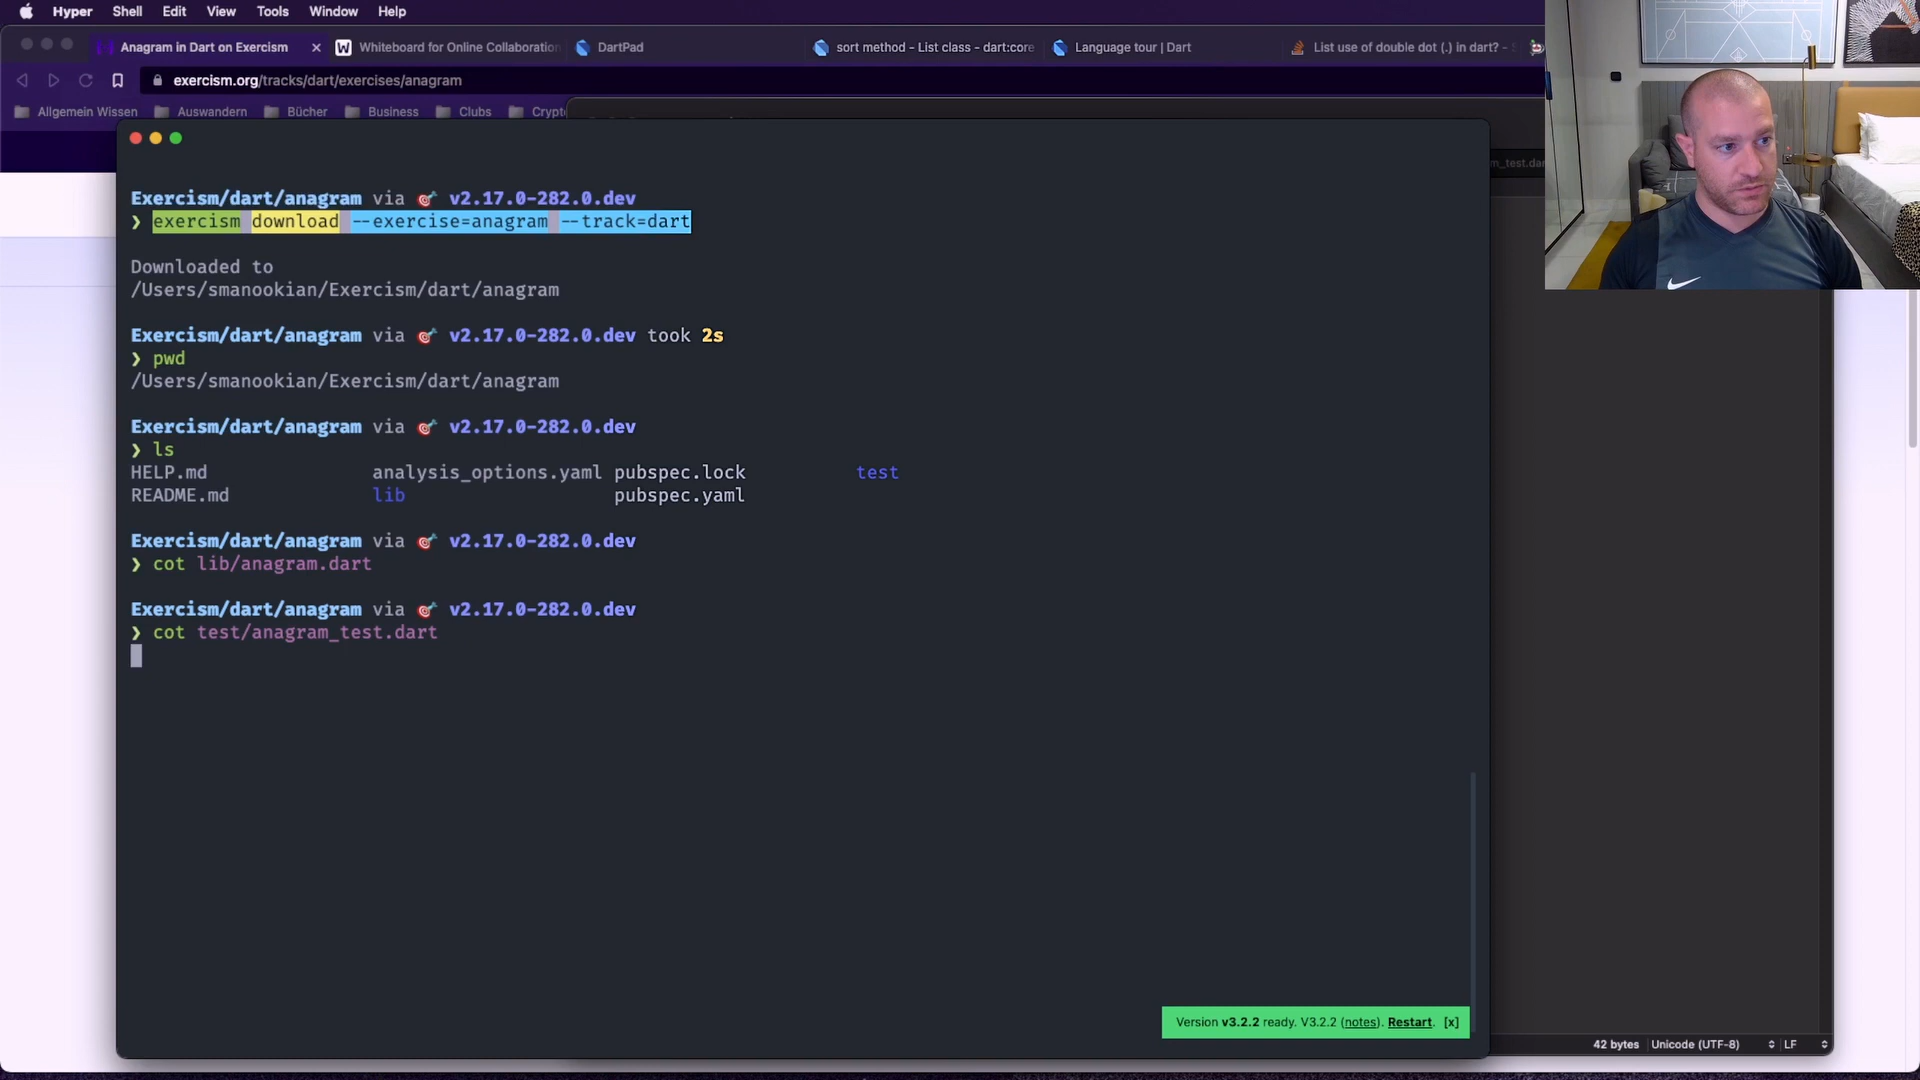 Hyper Shell Edit View Tools Window Help
Anagram in Dart on Exercism × W Whiteboard for Online Collaboration DartPad sort method - List class - dart:core Language tour | Dart List use of double dot (.) in dart? - S
exercism.org/tracks/dart/exercises/anagram
Allgemein Wissen Auswandern Bücher Business Clubs Crypt
m_test.dar
Exercism/dart/anagram via v2.17.0-282.0.dev
❯ exercism download --exercise=anagram --track=dart
Downloaded to
/Users/smanookian/Exercism/dart/anagram
Exercism/dart/anagram via v2.17.0-282.0.dev took 2s
❯ pwd
/Users/smanookian/Exercism/dart/anagram
Exercism/dart/anagram via v2.17.0-282.0.dev
❯ ls
HELP.md analysis_options.yaml pubspec.lock test
README.md lib pubspec.yaml
Exercism/dart/anagram via v2.17.0-282.0.dev
❯ cot lib/anagram.dart
Exercism/dart/anagram via v2.17.0-282.0.dev
❯ cot test/anagram_test.dart
Version v3.2.2 ready. V3.2.2 (notes). Restart. [x]
42 bytes Unicode (UTF-8) LF